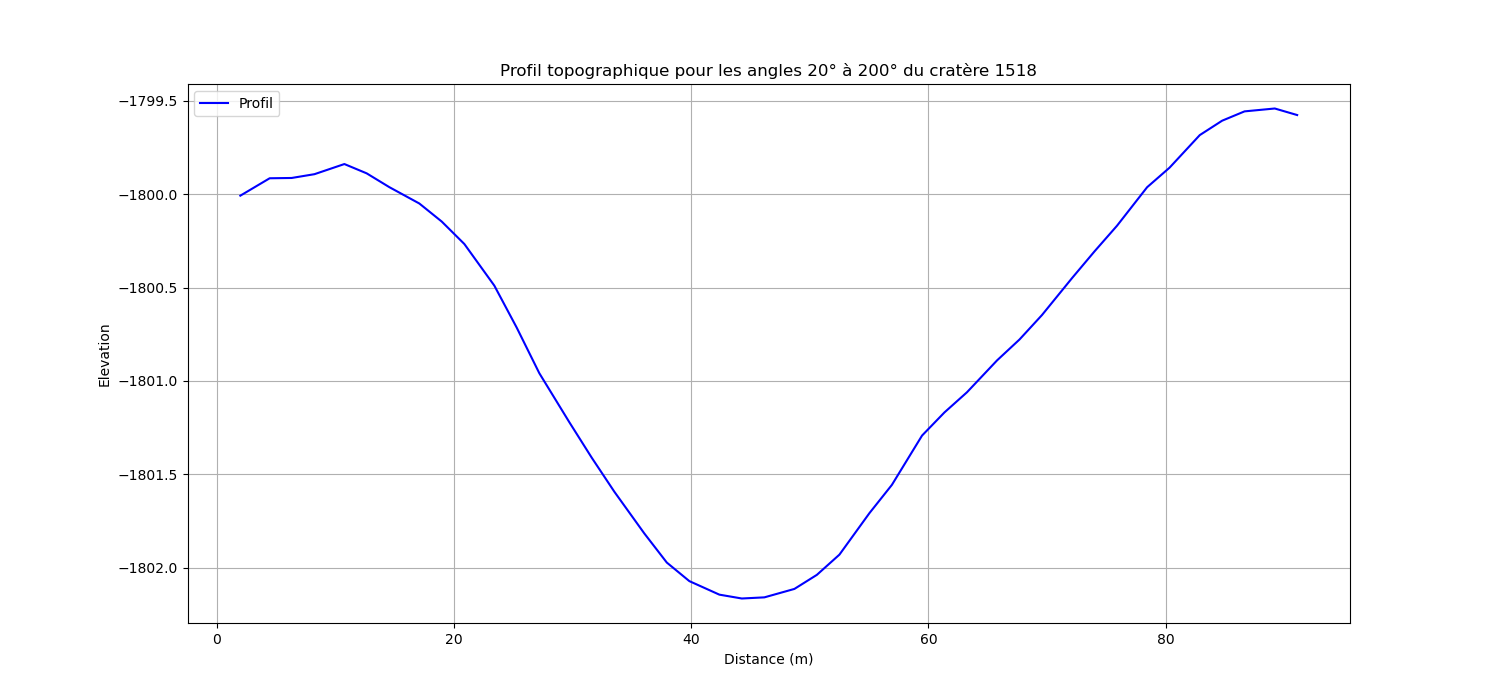 Profil topographique pour les angles 20° à 200° du cratère 1518
Profil
−1799.5
−1800.0
−1800.5
−1801.0
−1801.5
−1802.0
Elevation
0 20 40 60 80
Distance (m)